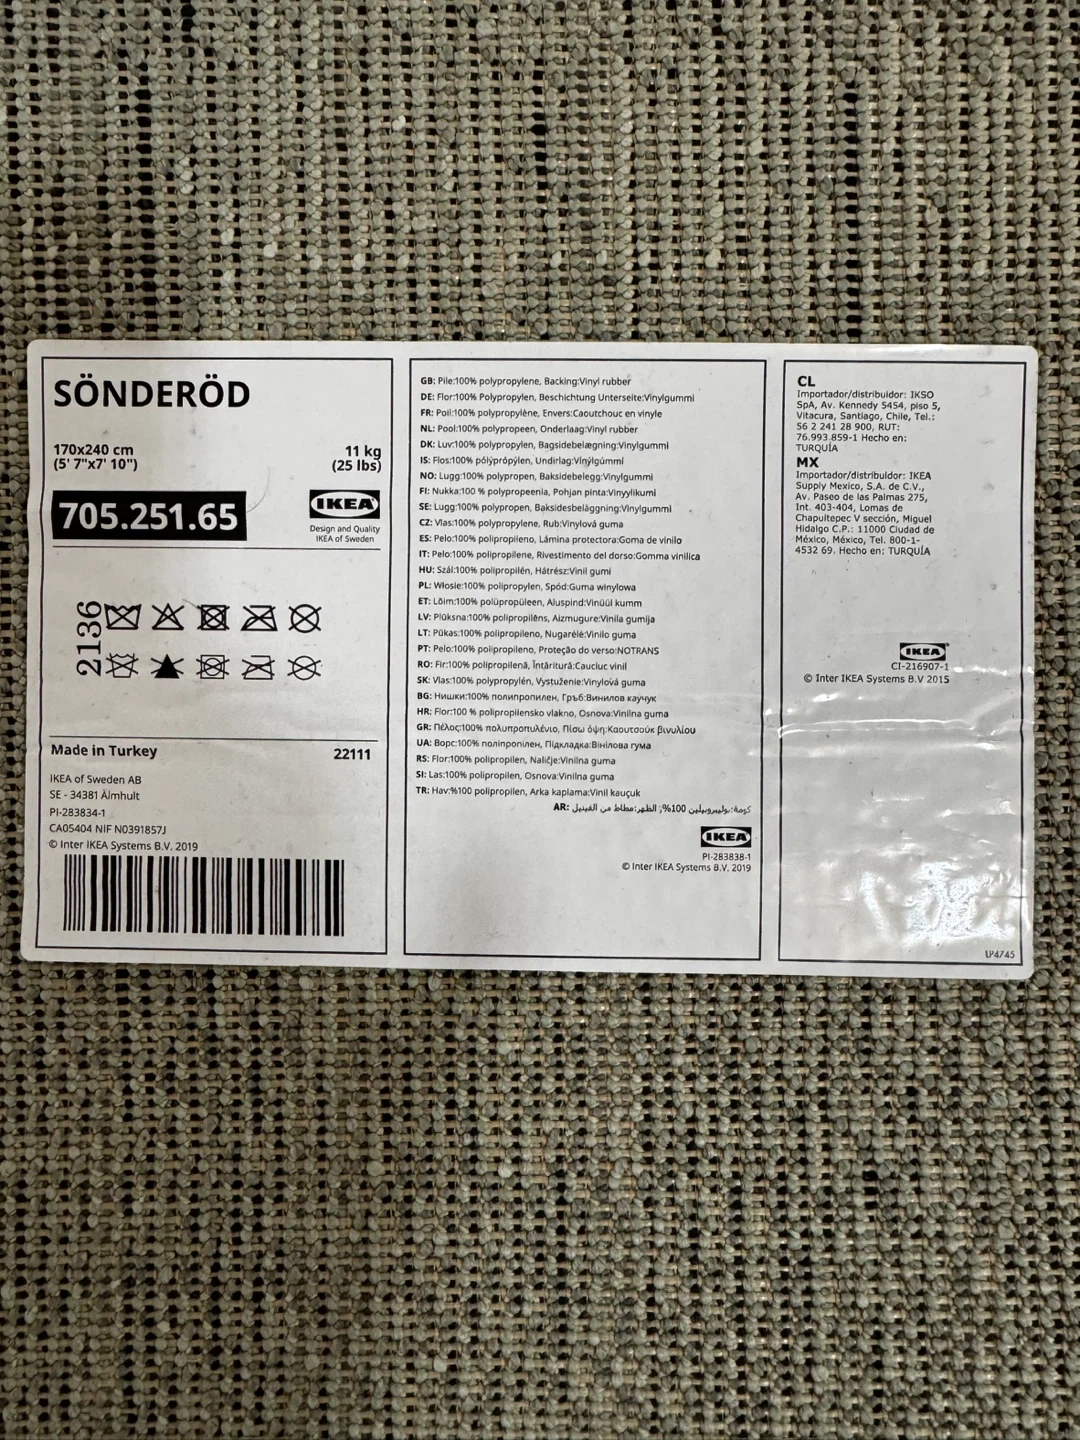 SÖNDERÖD
170x240 cm
(5' 7"x7' 10")
11 kg
(25 lbs)
705.251.65
IKEA
Design and Quality
IKEA of Sweden
2136
Made in Turkey
22111
IKEA of Sweden AB
SE - 34381 Älmhult
PI-283834-1
CA05404 NIF N0391857J
© Inter IKEA Systems B.V. 2019
GB: Pile:100% polypropylene, Backing:Vinyl rubber
DE: Flor:100% Polypropylen, Beschichtung Unterseite:Vinylgummi
FR: Poil:100% polypropylène, Envers:Caoutchouc en vinyle
NL: Pool:100% polypropeen, Onderlaag:Vinyl rubber
DK: Luv:100% polypropylen, Bagsidebelægning:Vinylgummi
IS: Flos:100% pólýprópýlen, Undirlag:Vínýlgúmmí
NO: Lugg:100% polypropen, Baksidebelegg:Vinylgummi
FI: Nukka:100 % polypropeenia, Pohjan pinta:Vinyylikumi
SE: Lugg:100% polypropen, Baksidesbeläggning:Vinylgummi
CZ: Vlas:100% polypropylene, Rub:Vinylová guma
ES: Pelo:100% polipropileno, Lámina protectora:Goma de vinilo
IT: Pelo:100% polipropilene, Rivestimento del dorso:Gomma vinilica
HU: Szál:100% polipropilén, Hátrész:Vinil gumi
PL: Włosie:100% polipropylen, Spód:Guma winylowa
ET: Lõim:100% polüpropüleen, Aluspind:Vinüül kumm
LV: Plūksna:100% polipropilēns, Aizmugure:Vinila gumija
LT: Pūkas:100% polipropileno, Nugarėlė:Vinilo guma
PT: Pelo:100% polipropileno, Proteção do verso:NOTRANS
RO: Fir:100% polipropilenă, Întăritură:Cauciuc vinil
SK: Vlas:100% polypropylén, Vystuženie:Vinylová guma
BG: Нишки:100% полипропилен, Гръб:Винилов каучук
HR: Flor:100 % polipropilensko vlakno, Osnova:Vinilna guma
GR: Πέλος:100% πολυπροπυλένιο, Πίσω όψη:Καουτσούκ βινυλίου
UA: Ворс:100% поліпропілен, Підкладка:Вінілова гума
RS: Flor:100% polipropilen, Naličje:Vinilna guma
SI: Las:100% polipropilen, Osnova:Vinilna guma
TR: Hav:%100 polipropilen, Arka kaplama:Vinil kauçuk
AR: كومة:بوليبروبيلين 100%, الظهر:مطاط من الفينيل
IKEA
PI-283838-1
© Inter IKEA Systems B.V. 2019
CL
Importador/distribuidor: IKSO
SpA, Av. Kennedy 5454, piso 5,
Vitacura, Santiago, Chile, Tel.:
56 2 241 28 900, RUT:
76.993.859-1 Hecho en:
TURQUÍA
MX
Importador/distribuidor: IKEA
Supply Mexico, S.A. de C.V.,
Av. Paseo de las Palmas 275,
Int. 403-404, Lomas de
Chapultepec V sección, Miguel
Hidalgo C.P.: 11000 Ciudad de
México, México, Tel. 800-1-
4532 69. Hecho en: TURQUÍA
IKEA
CI-216907-1
© Inter IKEA Systems B.V 2015
LP4745